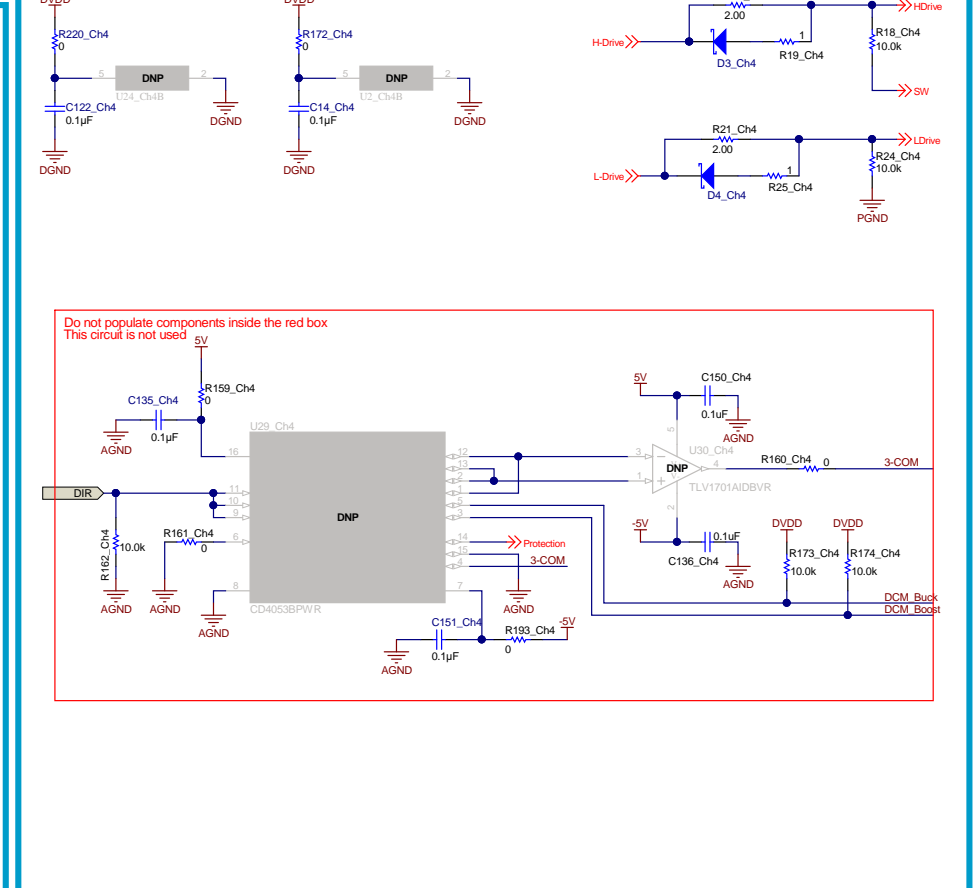 DVDD
DVDD
2.00
HDrive
R220_Ch4
0
R172_Ch4
0
H-Drive
1
R19_Ch4
D3_Ch4
R18_Ch4
10.0k
5
DNP
2
U24_Ch4B
5
DNP
2
U2_Ch4B
SW
C122_Ch4
0.1µF
DGND
C14_Ch4
0.1µF
DGND
R21_Ch4
2.00
LDrive
DGND
DGND
L-Drive
1
R25_Ch4
D4_Ch4
R24_Ch4
10.0k
PGND
Do not populate components inside the red box
This circuit is not used
5V
R159_Ch4
0
C135_Ch4
0.1µF
AGND
5V
C150_Ch4
0.1uF
AGND
U29_Ch4
16
11
10
9
6
8
DNP
12
13
2
1
5
3
14
15
4
7
CD4053BPWR
5
U30_Ch4
3
1
DNP
4
2
TLV1701AIDBVR
R160_Ch4
0
3-COM
DIR
R162_Ch4
10.0k
R161_Ch4
0
AGND
AGND
AGND
Protection
3-COM
AGND
-5V
0.1uF
C136_Ch4
AGND
DVDD
DVDD
R173_Ch4
10.0k
R174_Ch4
10.0k
DCM_Buck
DCM_Boost
C151_Ch4
0.1µF
AGND
R193_Ch4
0
-5V